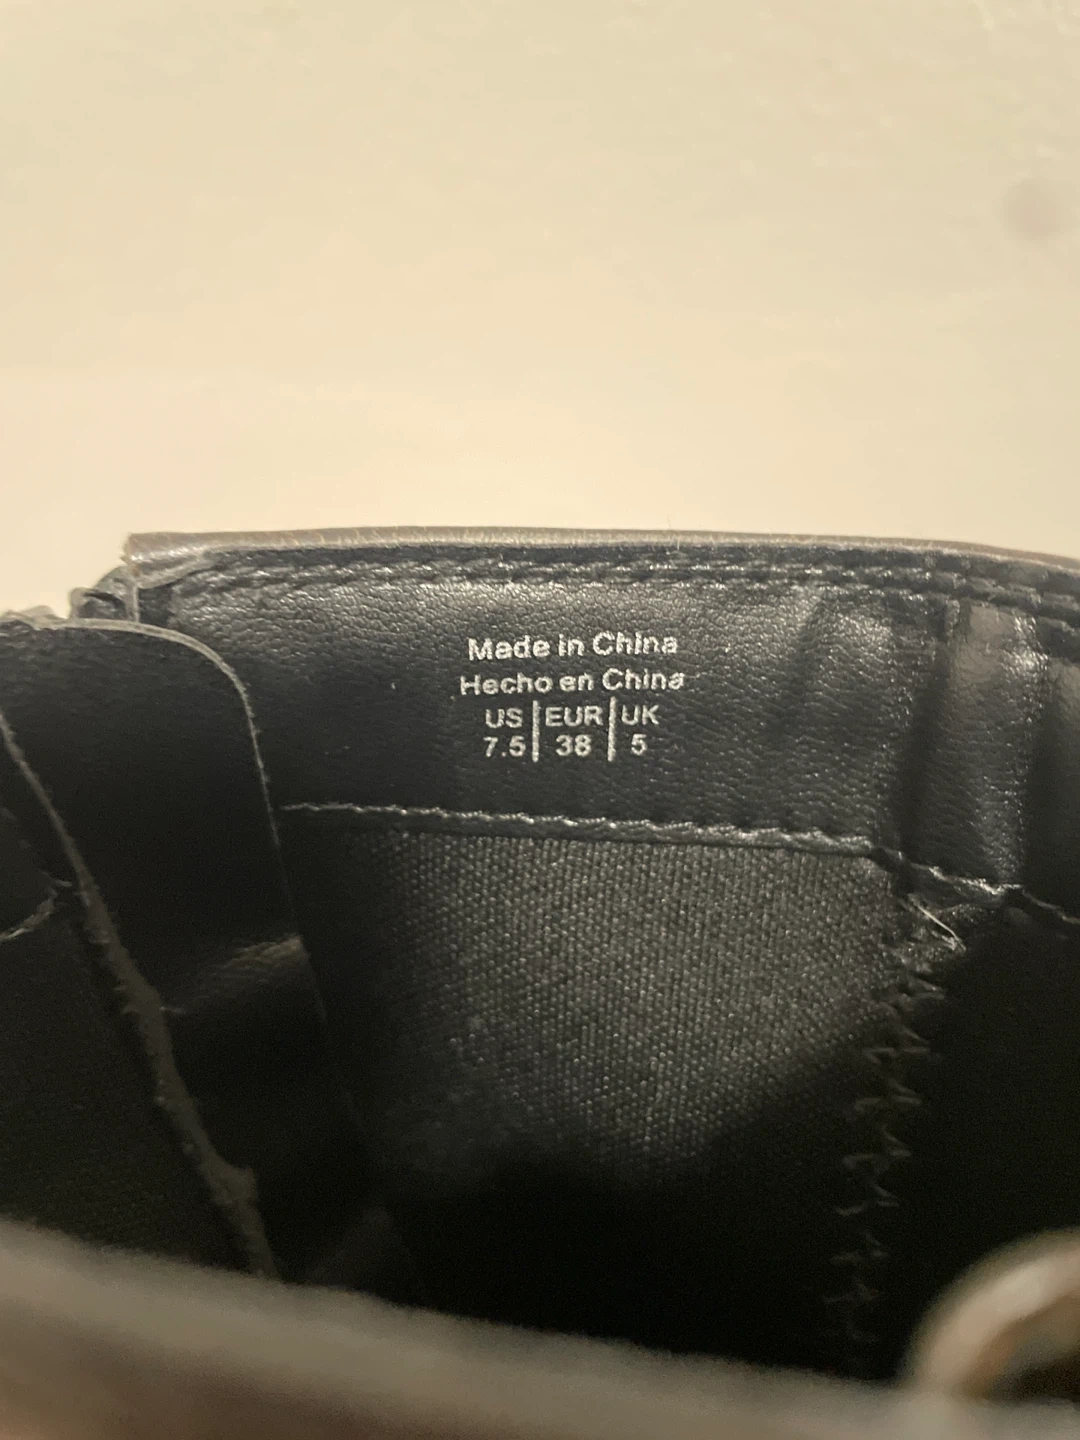 Made in China
Hecho en China
US | EUR | UK
7.5 | 38 | 5